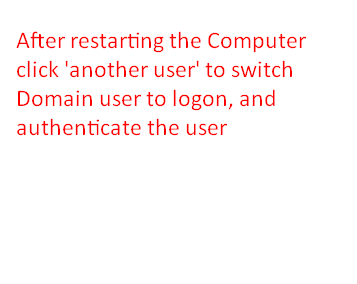 After restarting the Computer
click 'another user' to switch
Domain user to logon, and
authenticate the user